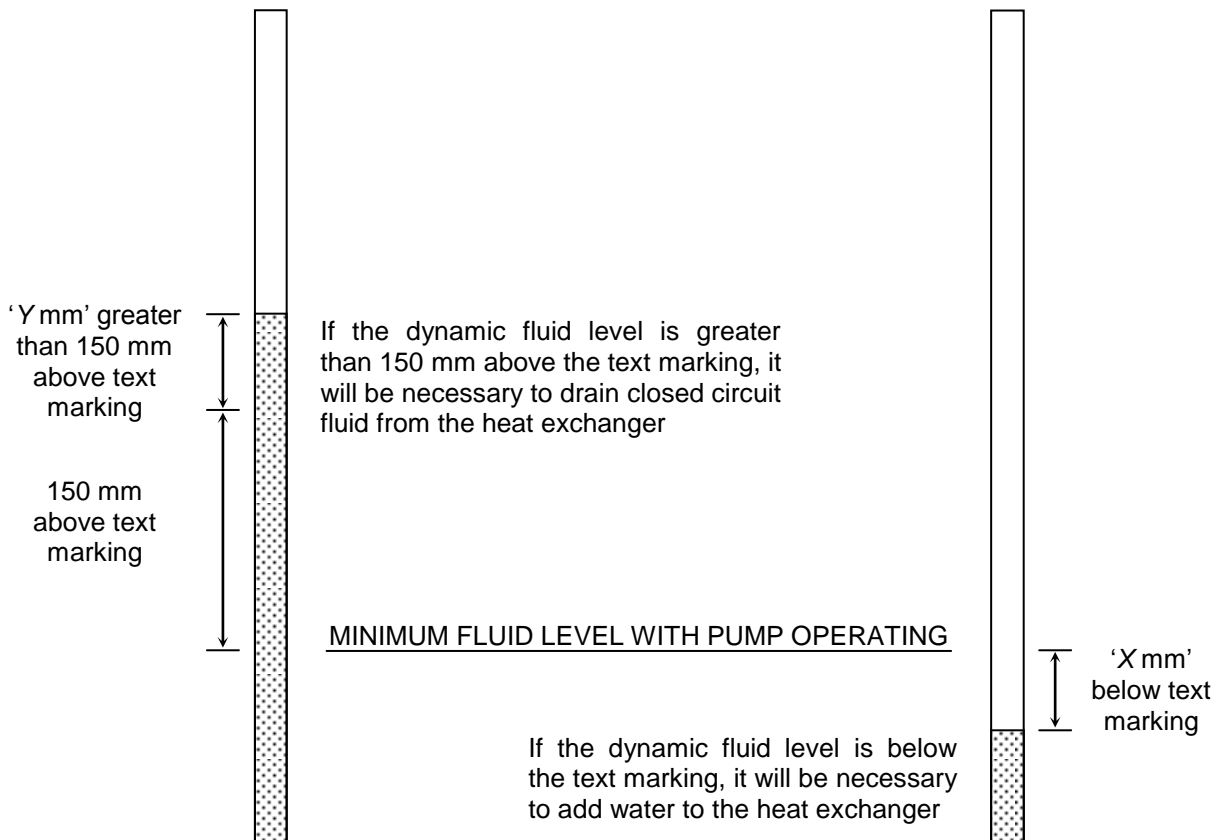 ‘Y mm’ greater
than 150 mm
above text
marking
If the dynamic fluid level is greater
than 150 mm above the text marking, it
will be necessary to drain closed circuit
fluid from the heat exchanger
150 mm
above text
marking
MINIMUM FLUID LEVEL WITH PUMP OPERATING
‘X mm’
below text
marking
If the dynamic fluid level is below
the text marking, it will be necessary
to add water to the heat exchanger